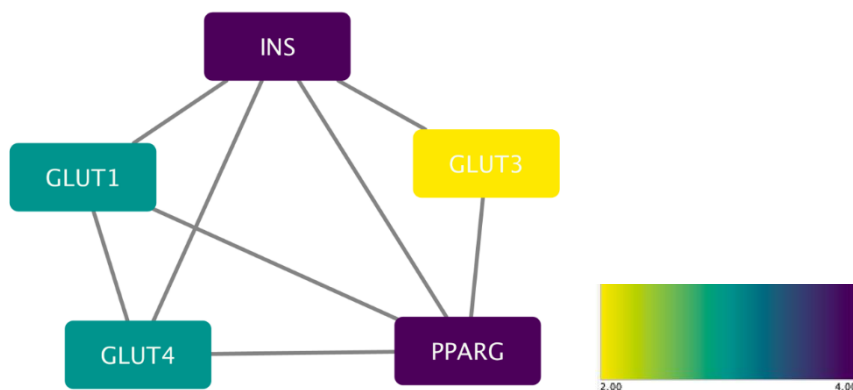 INS
GLUT1
GLUT3
GLUT4
PPARG
2.00
4.00